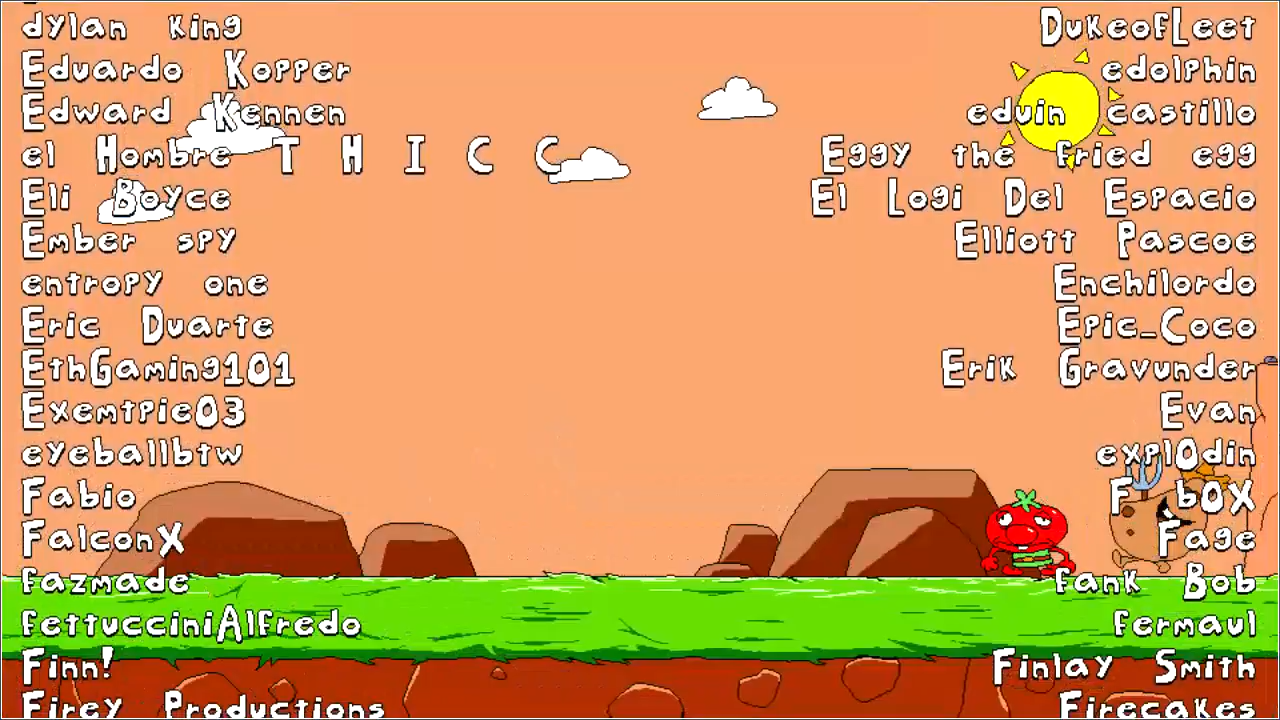 dylan king
DukeofLeet
Eduardo Kopper
edolphin
Edward Kennen
eduin castillo
el Hombre T H I C C
Eggy the fried egg
Eli Boyce
El Logi Del Espacio
Ember spy
Elliott Pascoe
entropy one
Enchilordo
Eric Duarte
Epic_Coco
EthGaming101
Erik Gravunder
Exemtpie03
Evan
eyeballbtw
expl0din
Fabio
F b0X
FalconX
Fage
fazmade
fank Bob
fettucciniAlfredo
fermaul
Finn!
Finlay Smith
Firey Productions
Firecakes